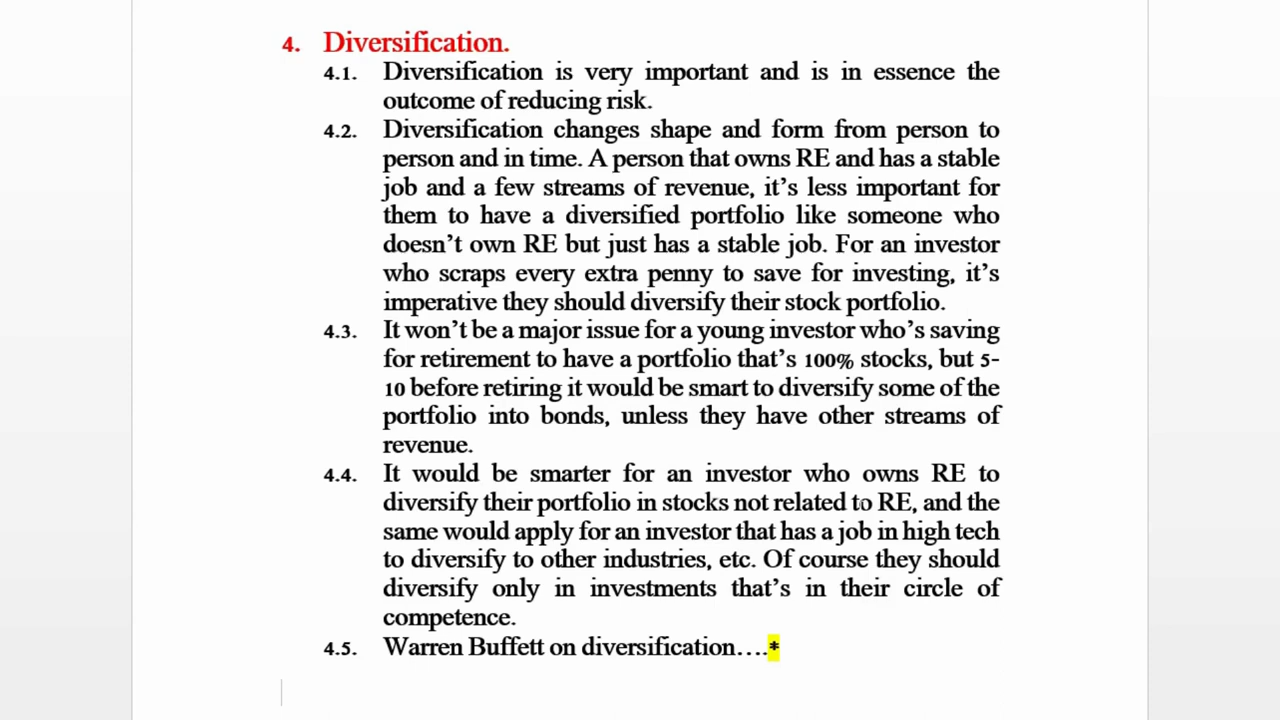 4. Diversification.
4.1. Diversification is very important and is in essence the
outcome of reducing risk.
4.2. Diversification changes shape and form from person to
person and in time. A person that owns RE and has a stable
job and a few streams of revenue, it’s less important for
them to have a diversified portfolio like someone who
doesn’t own RE but just has a stable job. For an investor
who scraps every extra penny to save for investing, it’s
imperative they should diversify their stock portfolio.
4.3. It won’t be a major issue for a young investor who’s saving
for retirement to have a portfolio that’s 100% stocks, but 5-
10 before retiring it would be smart to diversify some of the
portfolio into bonds, unless they have other streams of
revenue.
4.4. It would be smarter for an investor who owns RE to
diversify their portfolio in stocks not related to RE, and the
same would apply for an investor that has a job in high tech
to diversify to other industries, etc. Of course they should
diversify only in investments that’s in their circle of
competence.
4.5. Warren Buffett on diversification….*